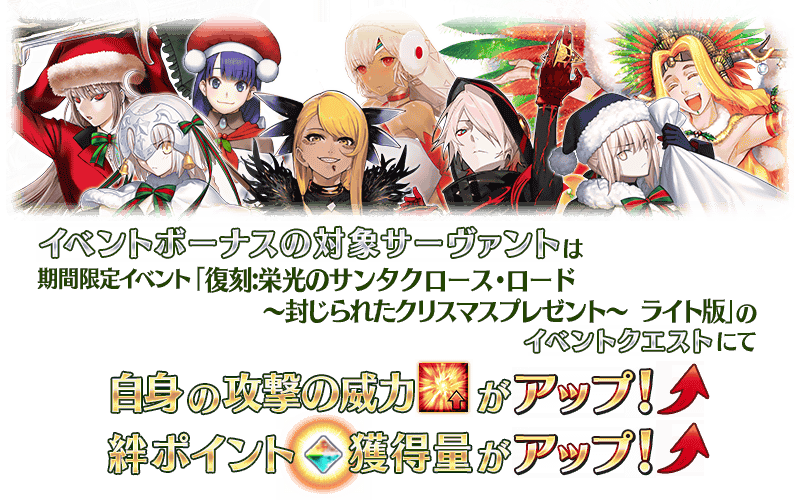 イベントボーナスの対象サーヴァントは
期間限定イベント「復刻:栄光のサンタクロース・ロード
～封じられたクリスマスプレゼント～ ライト版」の
イベントクエストにて
自身の攻撃の威力がアップ!
絆ポイント獲得量がアップ!